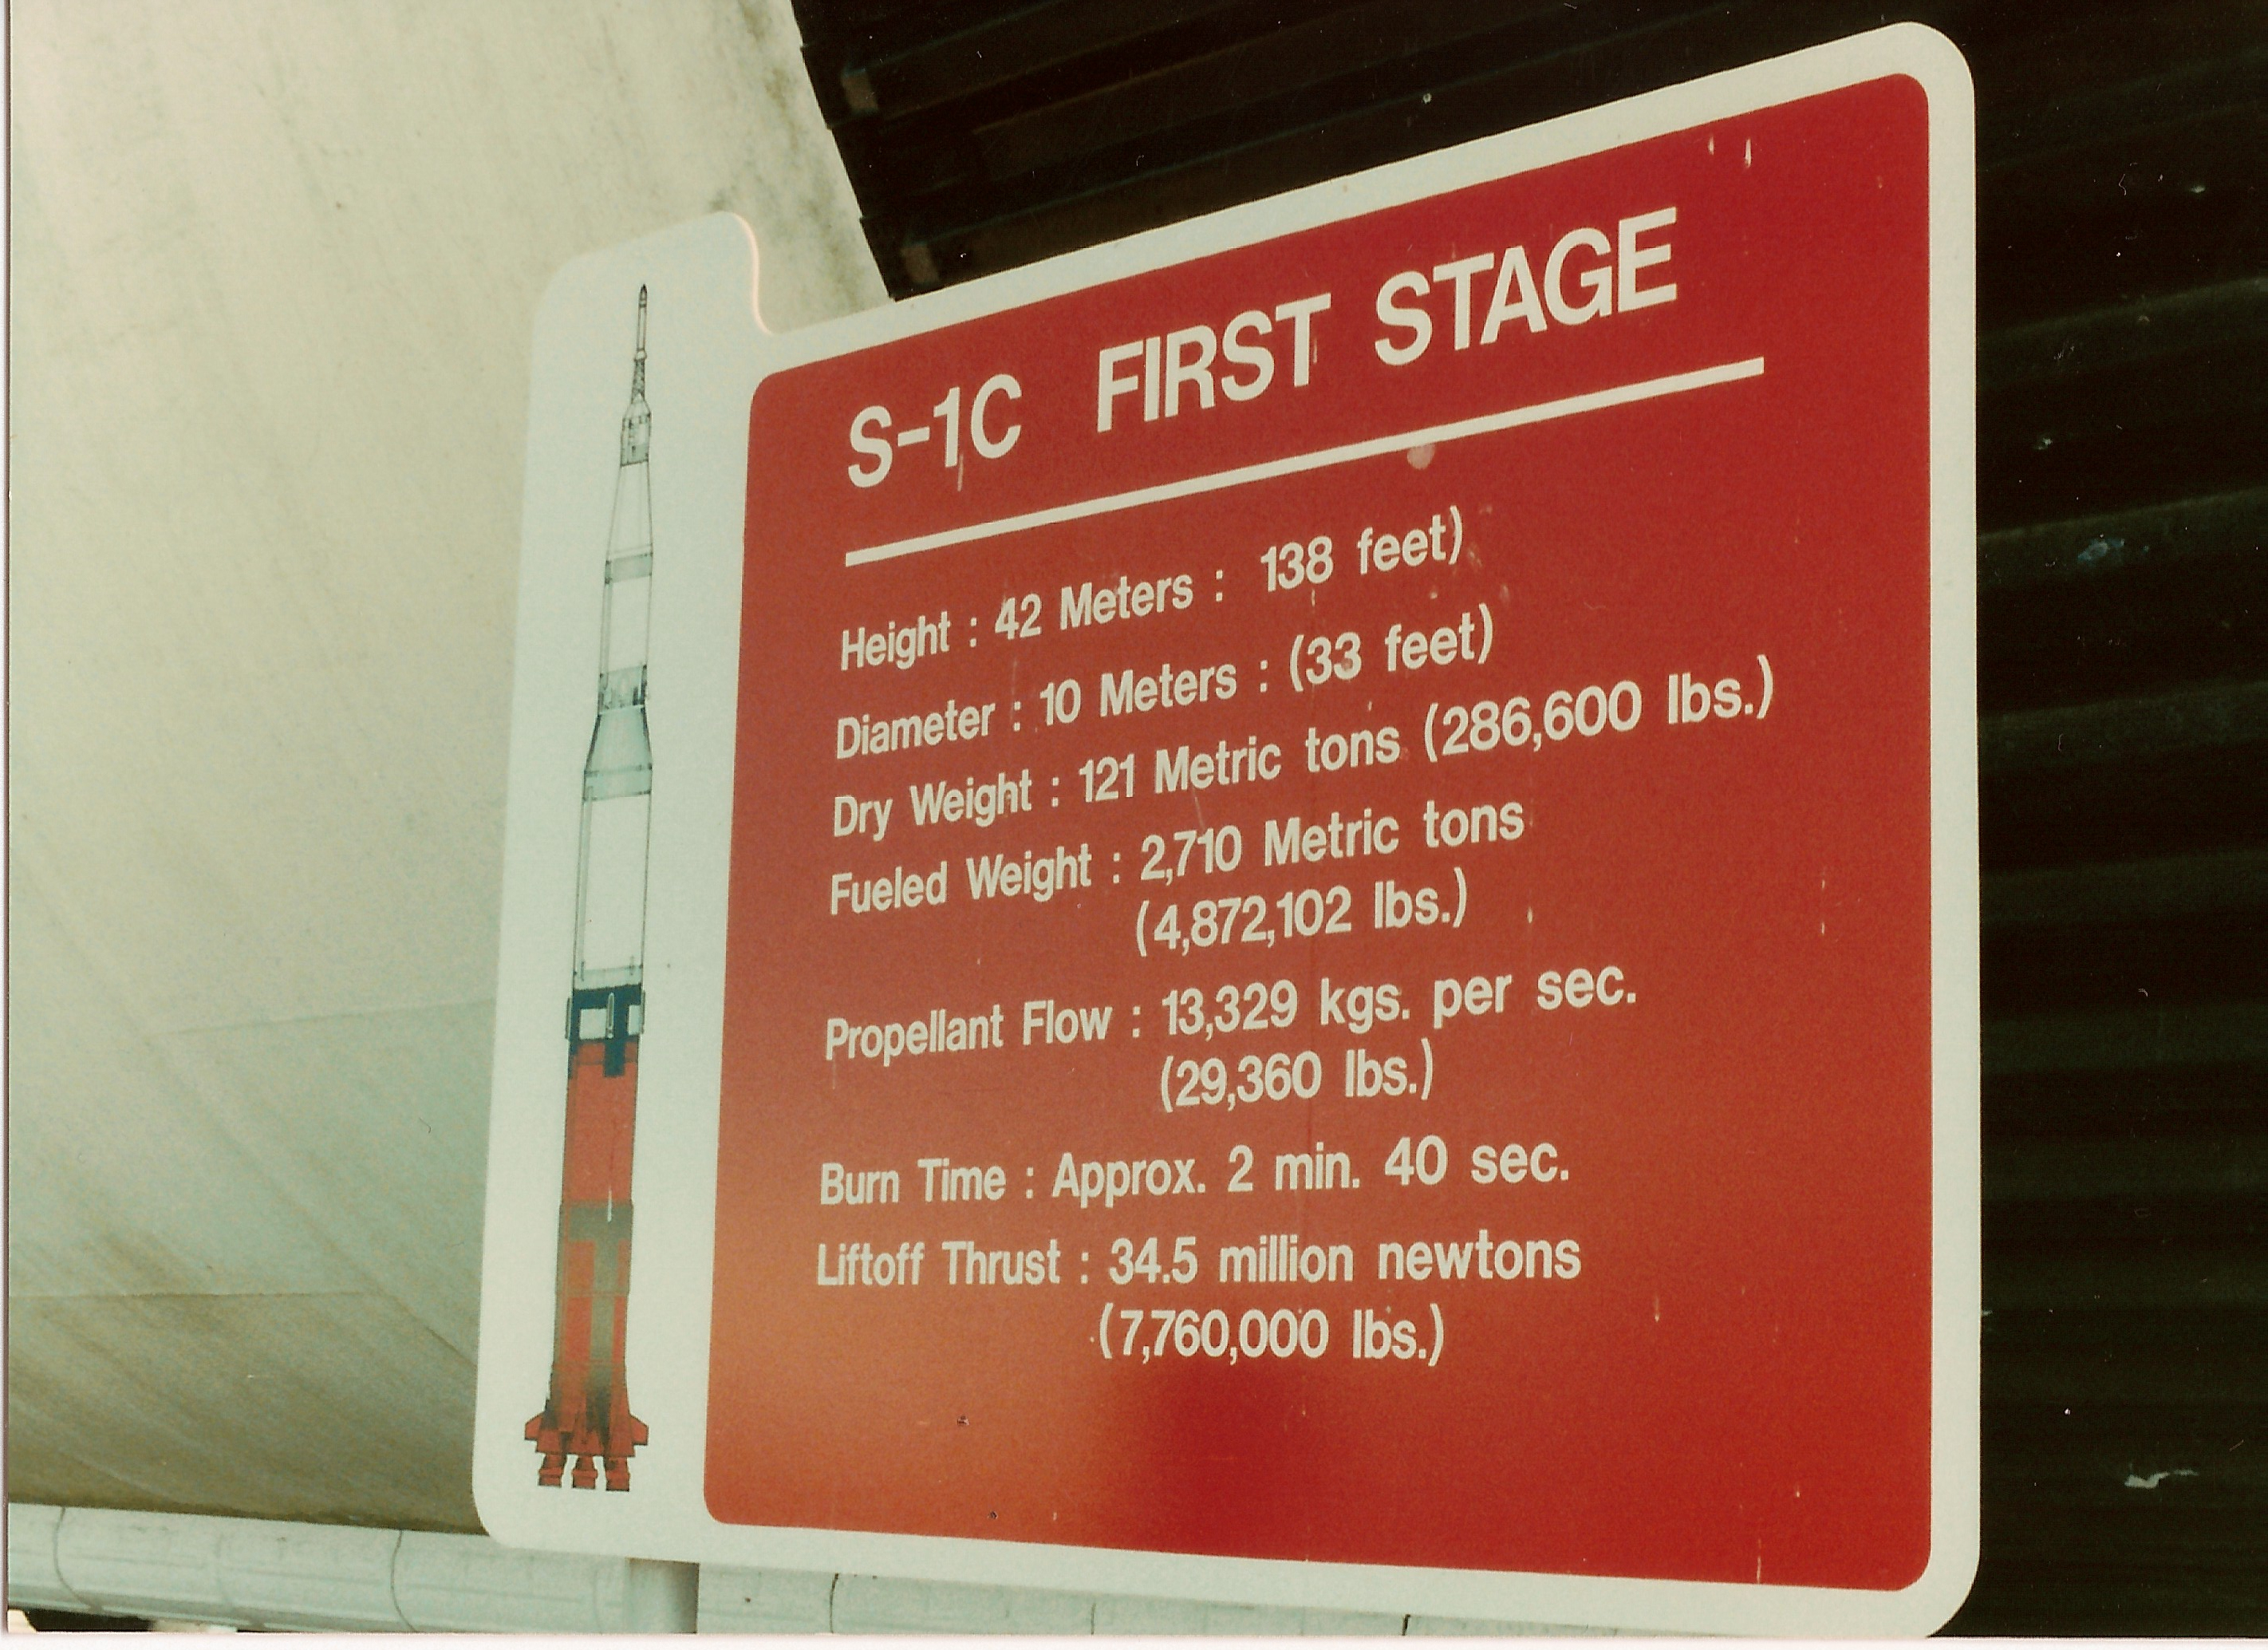 S-1C FIRST STAGE
Height : 42 Meters : 138 feet)
Diameter : 10 Meters : (33 feet)
Dry Weight : 121 Metric tons (286,600 lbs.)
Fueled Weight : 2,710 Metric tons
(4,872,102 lbs.)
Propellant Flow : 13,329 kgs. per sec.
(29,360 lbs.)
Burn Time : Approx. 2 min. 40 sec.
Liftoff Thrust : 34.5 million newtons
(7,760,000 lbs.)